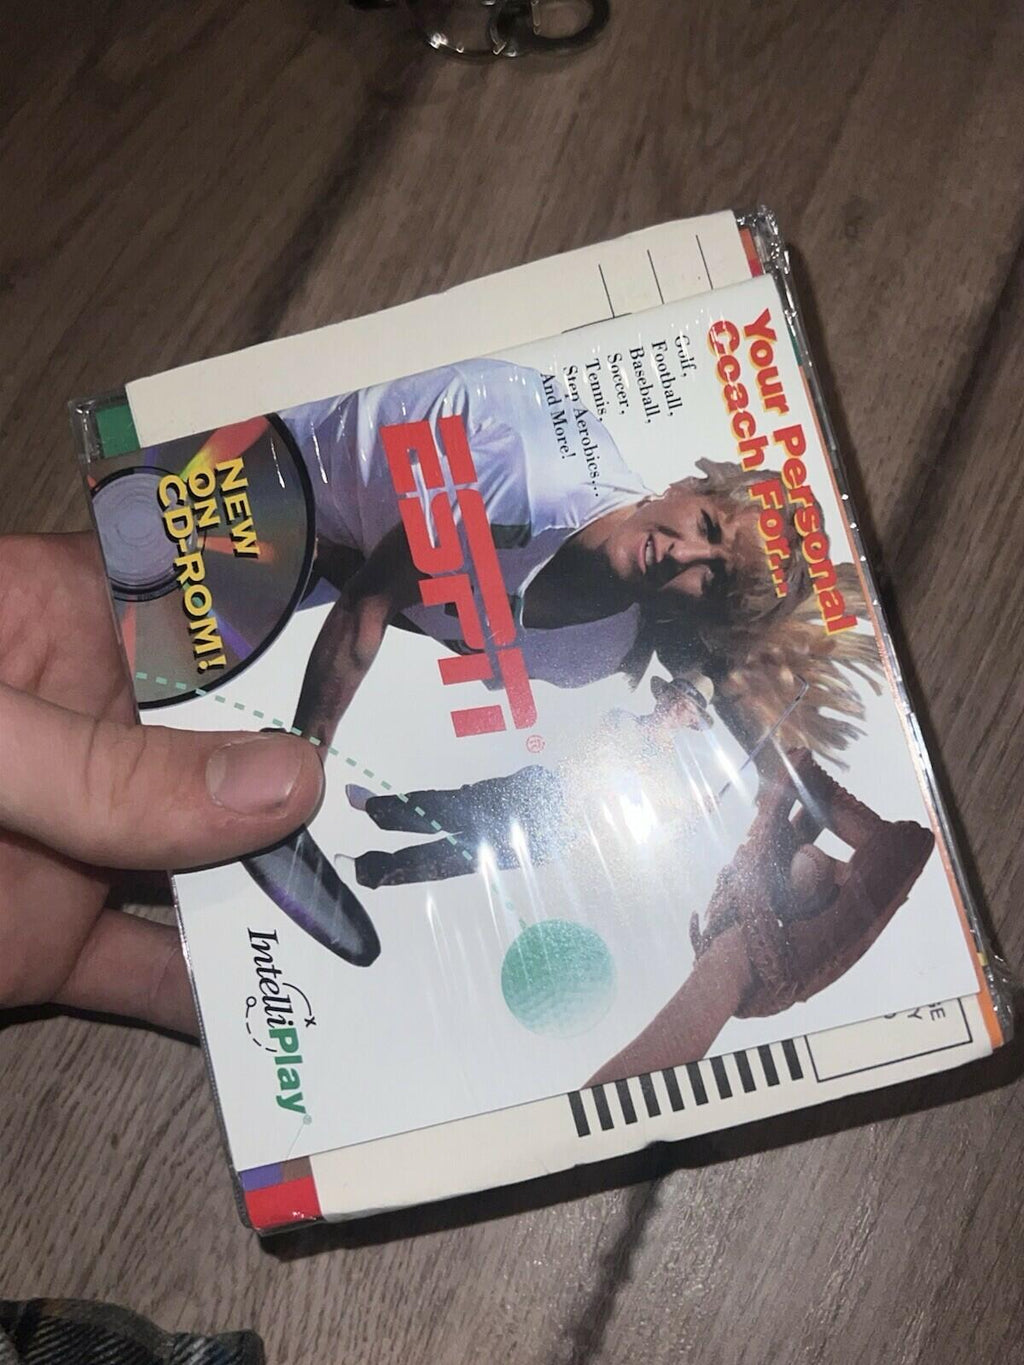 Your Personal
Coach For...
Golf,
Football,
Baseball,
Soccer,
Tennis,
Step Aerobics...
And More!
ESPN®
NEW
ON
CD-ROM!
IntelliPlay®